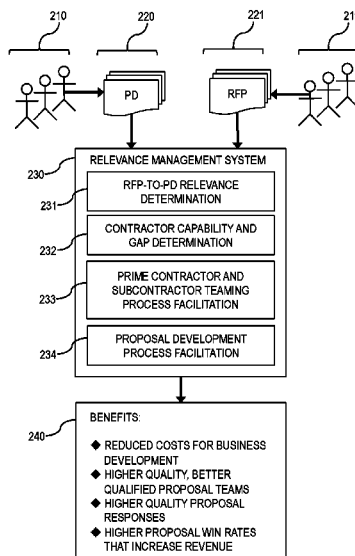 210
220
221
PD
RFP
230
RELEVANCE MANAGEMENT SYSTEM
231
RFP-TO-PD RELEVANCE
DETERMINATION
232
CONTRACTOR CAPABILITY AND
GAP DETERMINATION
233
PRIME CONTRACTOR AND
SUBCONTRACTOR TEAMING
PROCESS FACILITATION
234
PROPOSAL DEVELOPMENT
PROCESS FACILITATION
240
BENEFITS:
◆ REDUCED COSTS FOR BUSINESS
DEVELOPMENT
◆ HIGHER QUALITY, BETTER
QUALIFIED PROPOSAL TEAMS
◆ HIGHER QUALITY PROPOSAL
RESPONSES
◆ HIGHER PROPOSAL WIN RATES
THAT INCREASE REVENUE